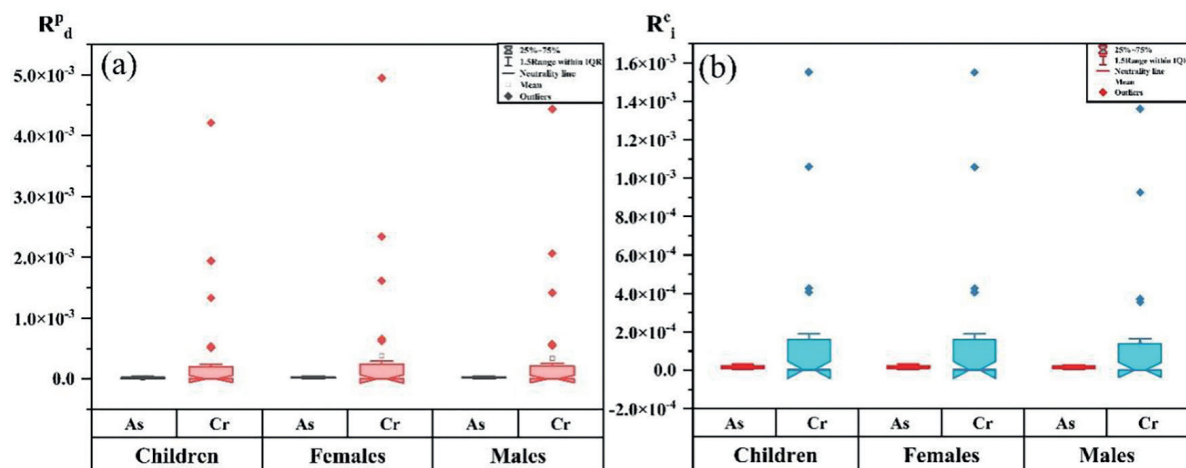 R^p_d
(a)
25%~75%
1.5Range within IQR
Neutrality line
Mean
Outliers
5.0×10^-3
4.0×10^-3
3.0×10^-3
2.0×10^-3
1.0×10^-3
0.0
As Cr As Cr As Cr
Children Females Males
R^c_i
(b)
25%~75%
1.5Range within IQR
Neutrality line
Mean
Outliers
1.6×10^-3
1.4×10^-3
1.2×10^-3
1.0×10^-3
8.0×10^-4
6.0×10^-4
4.0×10^-4
2.0×10^-4
0.0
-2.0×10^-4
As Cr As Cr As Cr
Children Females Males